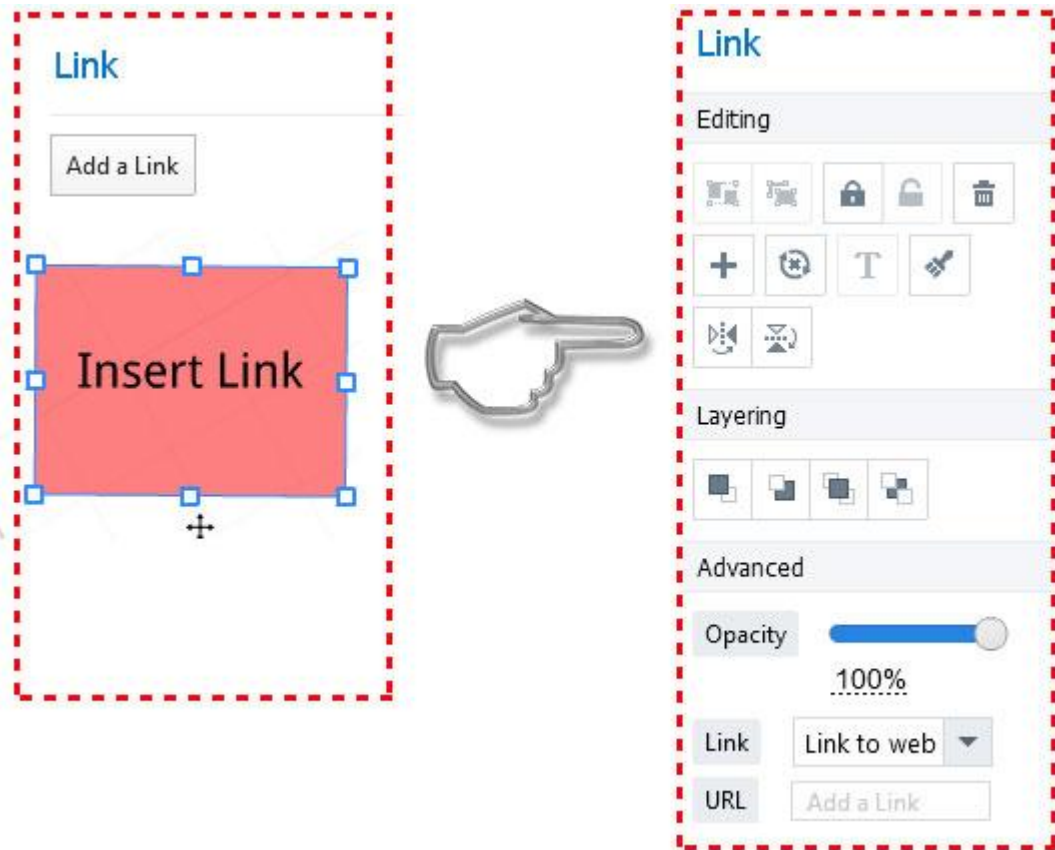 Link
Add a Link
Insert Link
Link
Editing
T
Layering
Advanced
Opacity
100%
Link
Link to web
URL
Add a Link